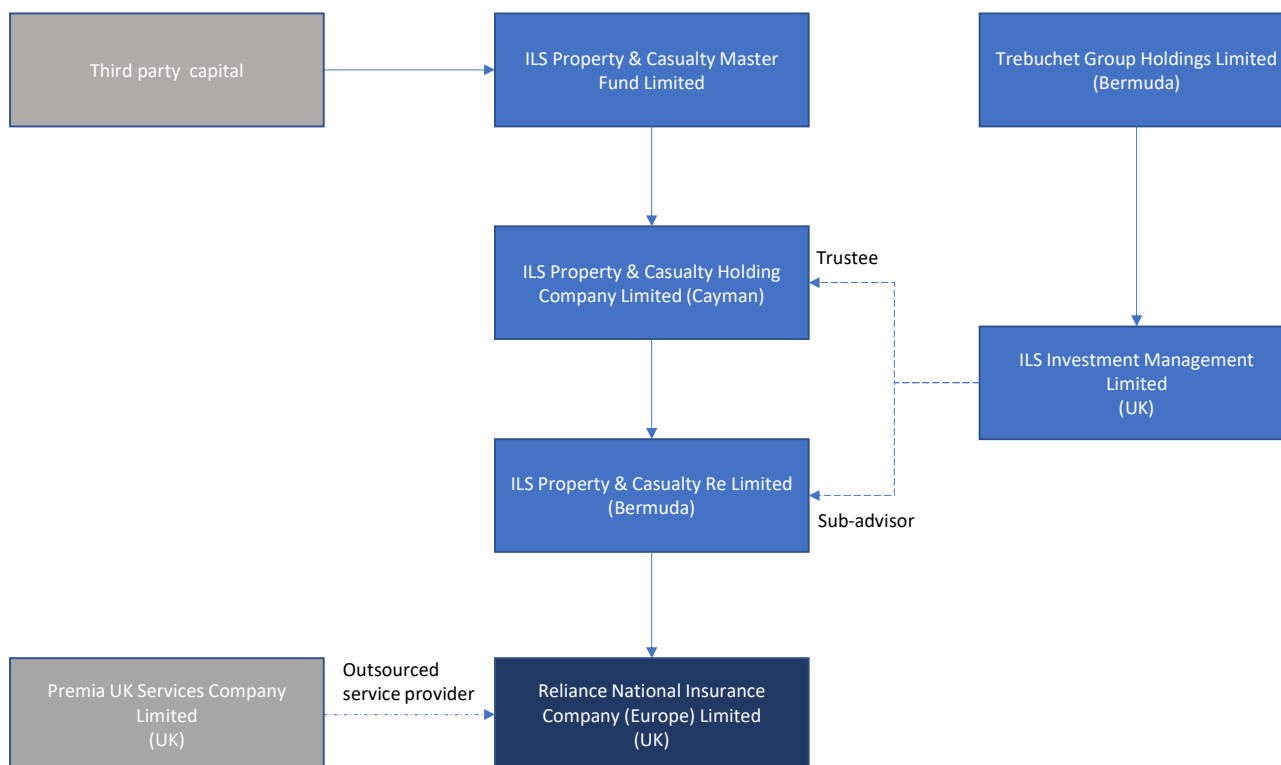 Third party capital
ILS Property & Casualty Master
Fund Limited
Trebuchet Group Holdings Limited
(Bermuda)
ILS Property & Casualty Holding
Company Limited (Cayman)
Trustee
ILS Investment Management
Limited
(UK)
ILS Property & Casualty Re Limited
(Bermuda)
Sub-advisor
Premia UK Services Company
Limited
(UK)
Outsourced
service provider
Reliance National Insurance
Company (Europe) Limited
(UK)